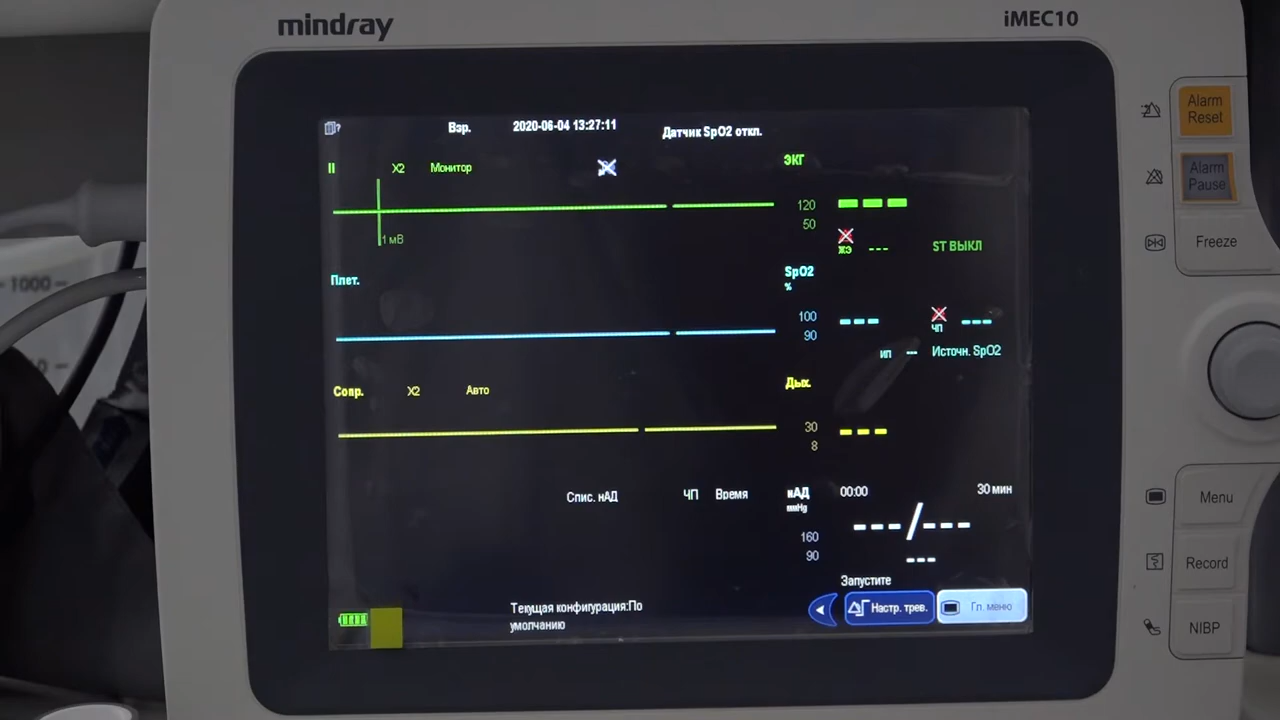 mindray
iMEC10
Взр.
2020-06-04 13:27:11
Датчик SpO2 откл.
Alarm
Reset
II
X2
Монитор
ЭКГ
Alarm
Pause
120
50
1 мВ
ЖЭ
---
ST ВЫКЛ
Freeze
Плет.
SpO2
%
100
90
---
ЧП
---
ИП
--
Источн. SpO2
1000
Сопр.
X2
Авто
Дых.
30
8
---
Спис. нАД
ЧП
Время
нАД
mmHg
00:00
30 мин
Menu
160
90
---/---
---
Record
Запустите
Текущая конфигурация:По
умолчанию
Настр. трев.
Гл. меню
NIBP